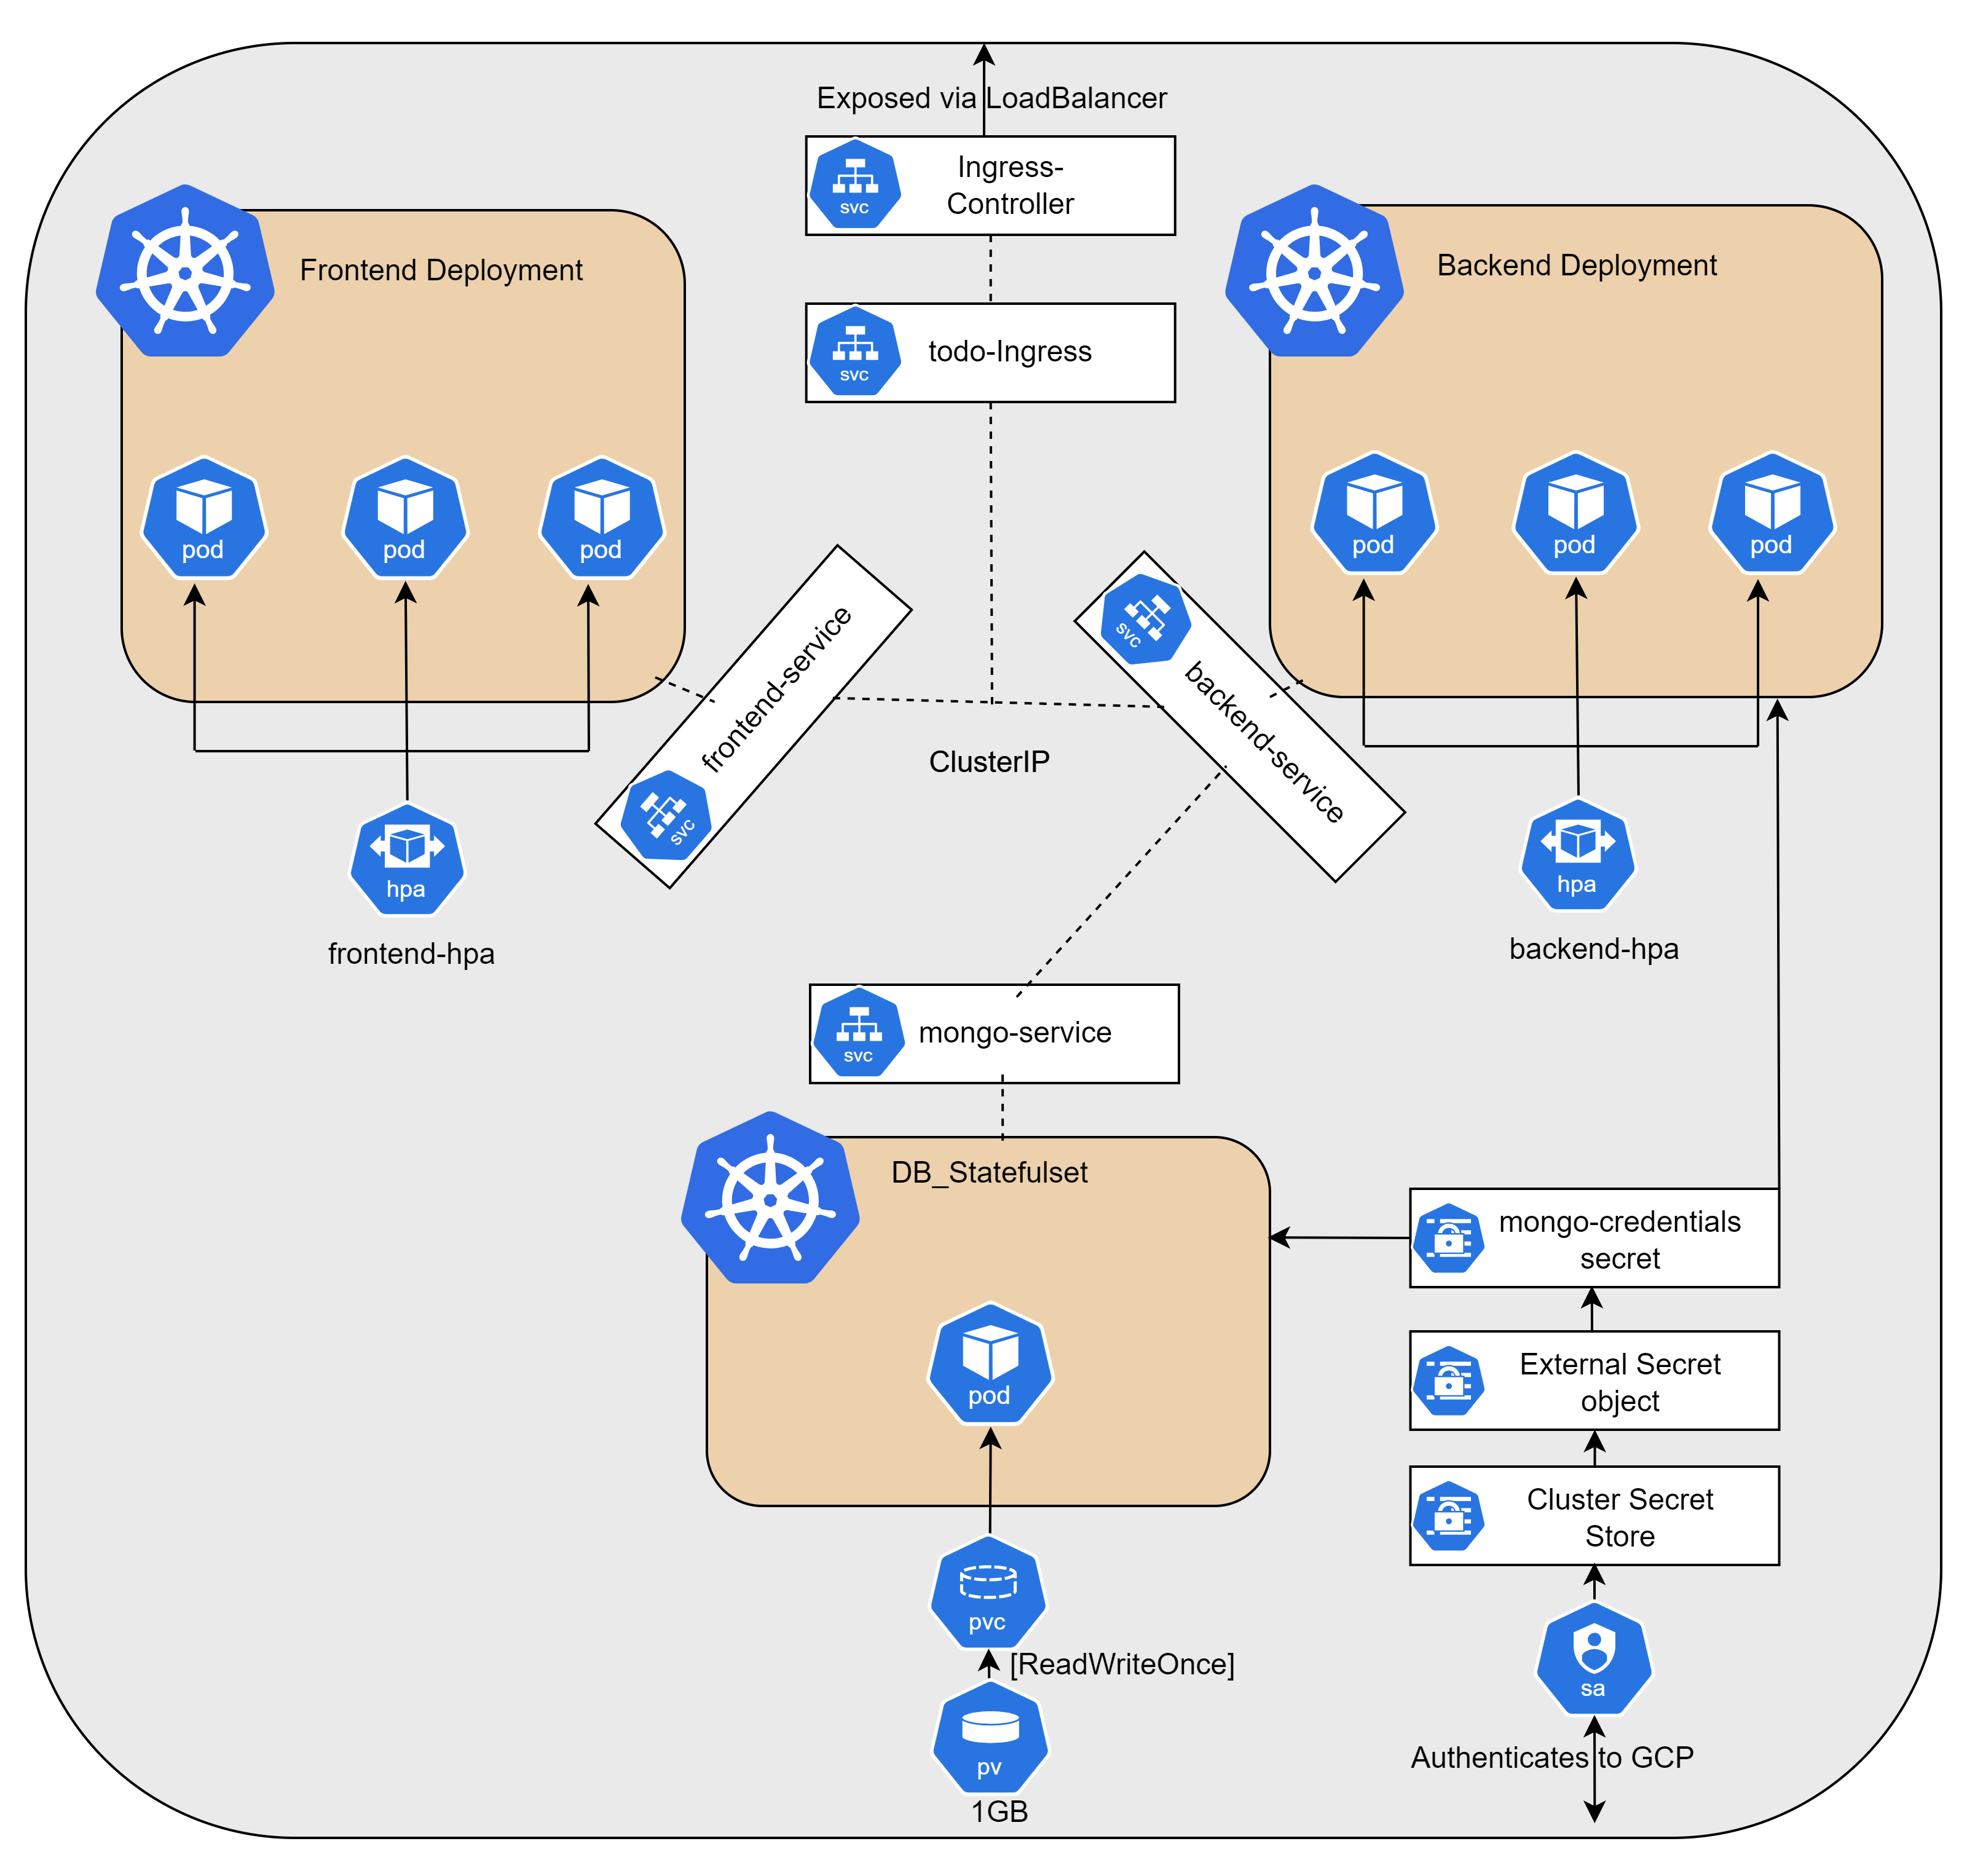 Exposed via LoadBalancer
Ingress-
Controller
svc
todo-Ingress
svc
Frontend Deployment
pod
pod
pod
Backend Deployment
pod
pod
pod
frontend-service
svc
svc
backend-service
ClusterIP
hpa
frontend-hpa
hpa
backend-hpa
mongo-service
svc
DB_Statefulset
pod
pvc
[ReadWriteOnce]
pv
1GB
mongo-credentials
secret
External Secret
object
Cluster Secret
Store
sa
Authenticates to GCP